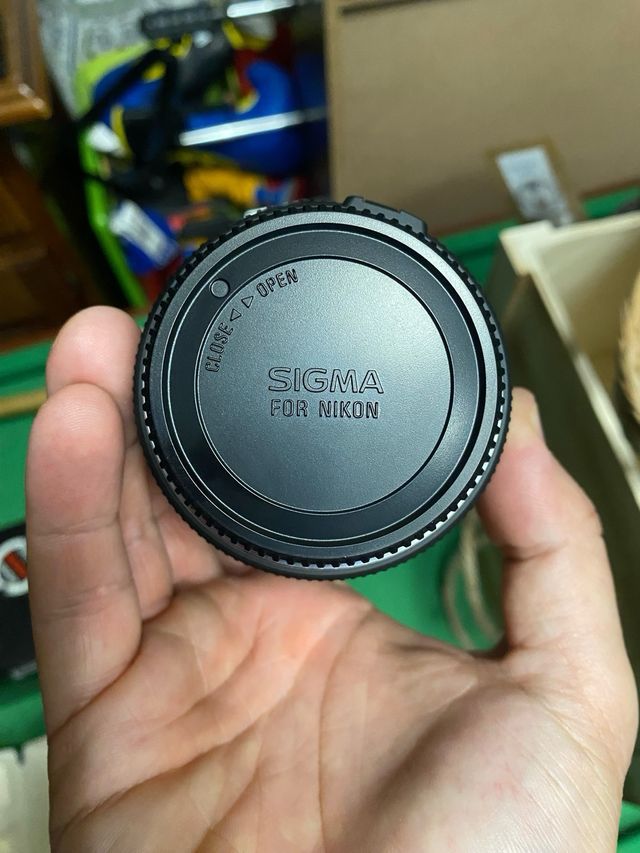 CLOSE ◁ ▷ OPEN
SIGMA
FOR NIKON